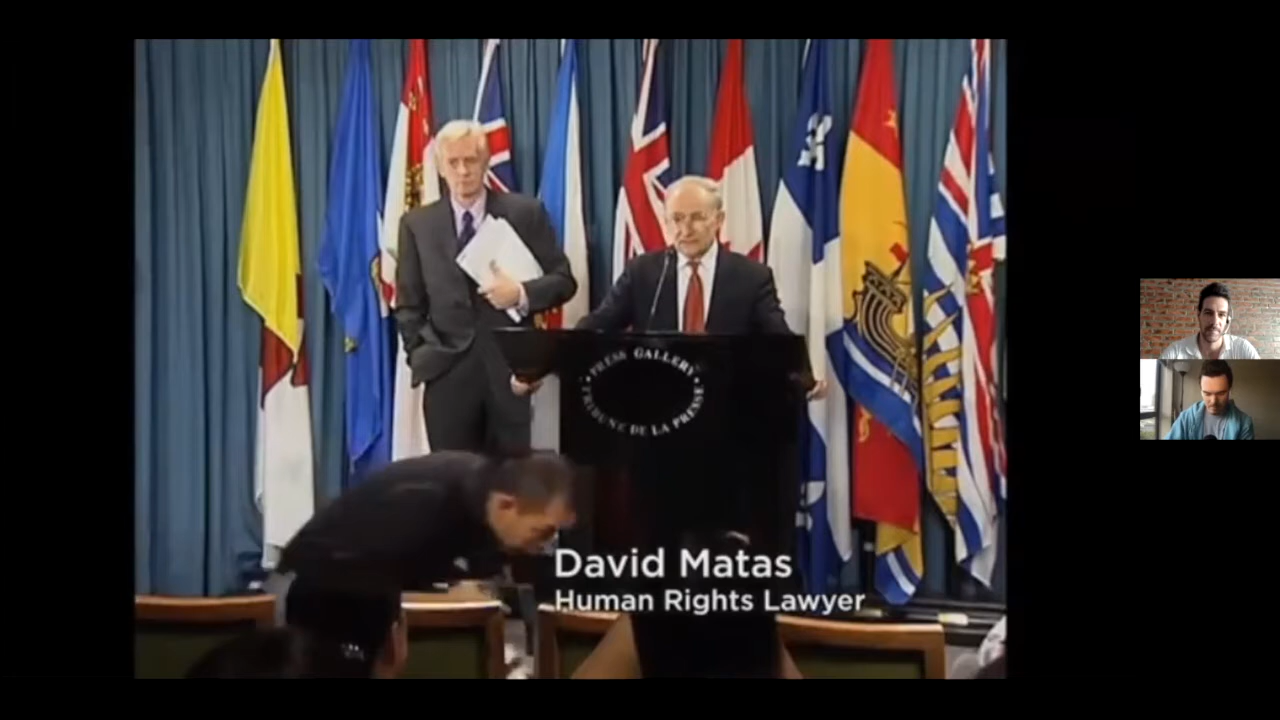 PRESS GALLERY
TRIBUNE DE LA PRESSE
David Matas
Human Rights Lawyer